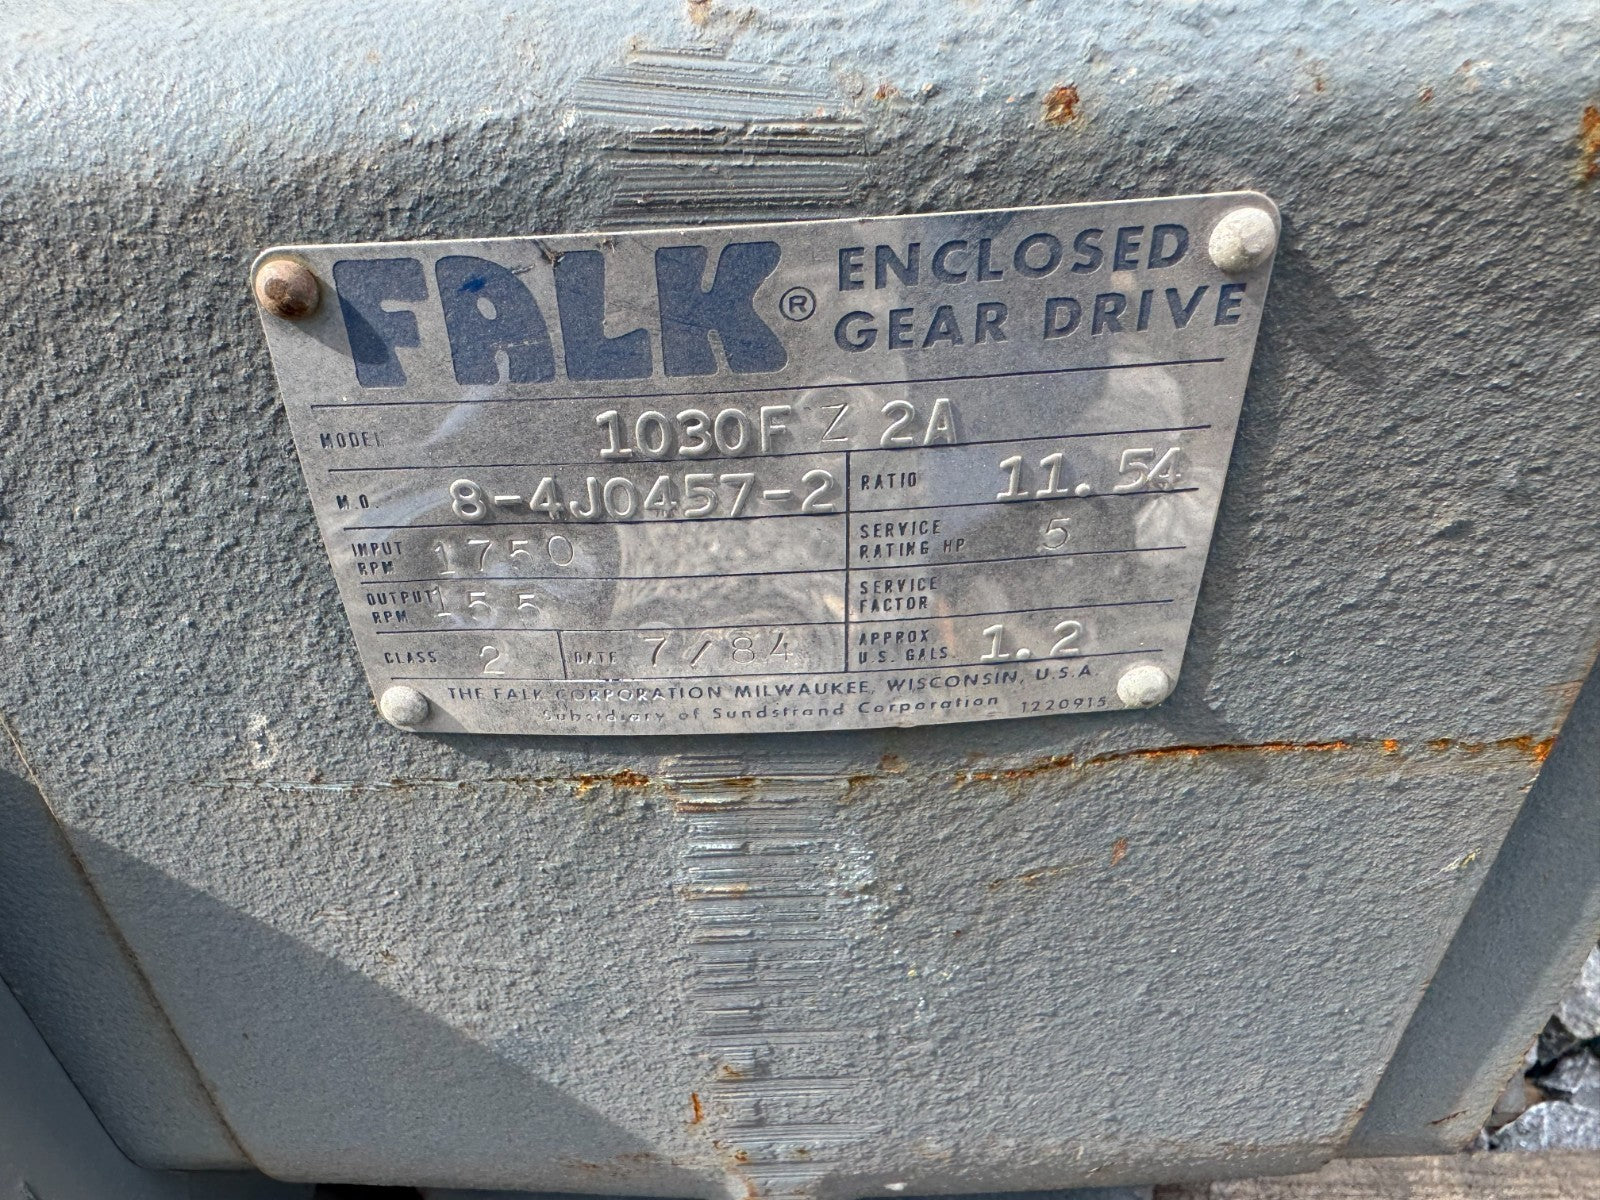 FALK® ENCLOSED
GEAR DRIVE
MODEL 1030F Z 2A
M.O. 8-4J0457-2
RATIO 11.54
INPUT
RPM 1750
SERVICE
RATING HP 5
OUTPUT
RPM 155
SERVICE
FACTOR
CLASS 2 DATE 7/84
APPROX
U.S. GALS. 1.2
THE FALK CORPORATION MILWAUKEE, WISCONSIN, U.S.A.
Subsidiary of Sundstrand Corporation 1220915